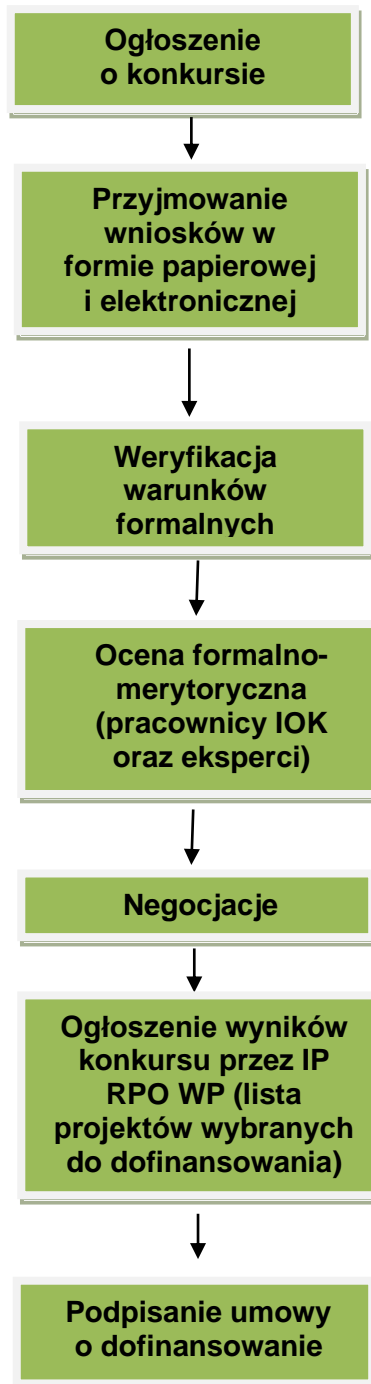 Ogłoszenie
o konkursie
Przyjmowanie
wniosków w
formie papierowej
i elektronicznej
Weryfikacja
warunków
formalnych
Ocena formalno-
merytoryczna
(pracownicy IOK
oraz eksperci)
Negocjacje
Ogłoszenie wyników
konkursu przez IP
RPO WP (lista
projektów wybranych
do dofinansowania)
Podpisanie umowy
o dofinansowanie